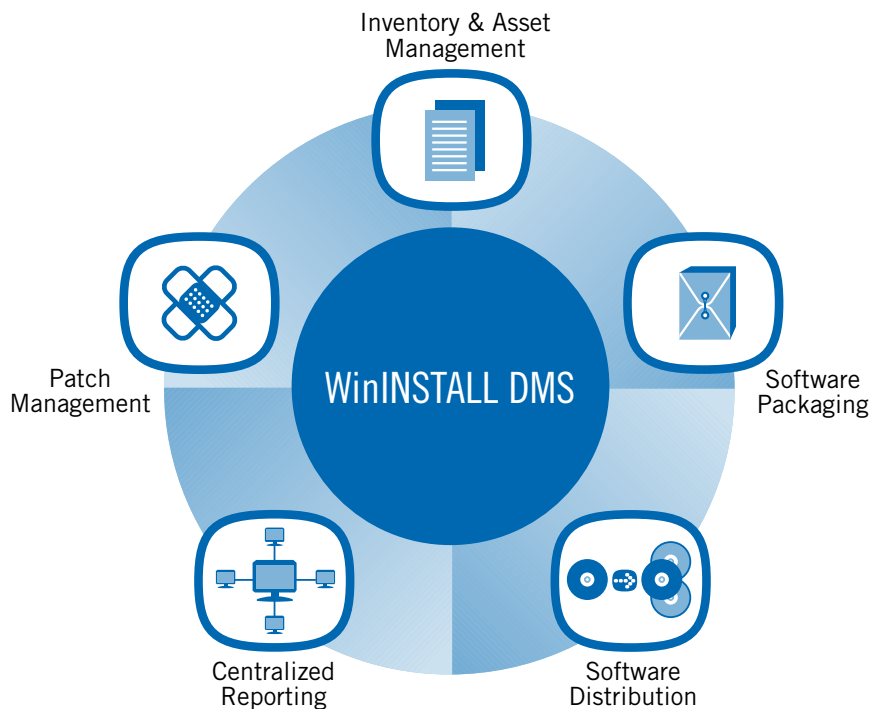 Inventory & Asset
Management
Patch
Management
WinINSTALL DMS
Software
Packaging
Centralized
Reporting
Software
Distribution